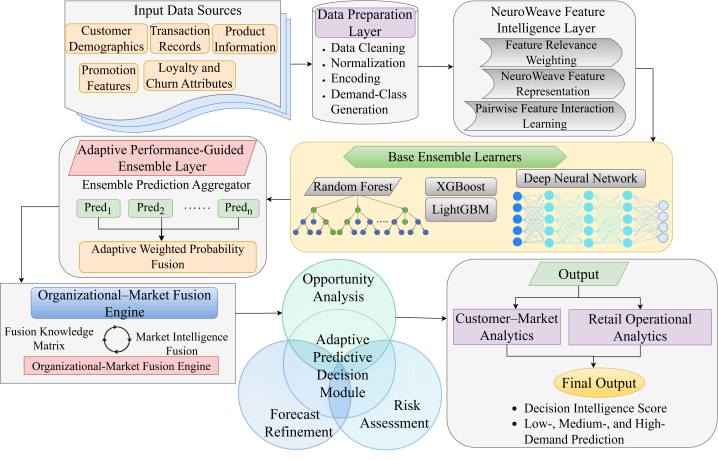 Input Data Sources
Customer
Demographics
Transaction
Records
Product
Information
Promotion
Features
Loyalty and
Churn Attributes
Data Preparation
Layer
• Data Cleaning
• Normalization
• Encoding
• Demand-Class
Generation
NeuroWeave Feature
Intelligence Layer
Feature Relevance
Weighting
NeuroWeave Feature
Representation
Pairwise Feature Interaction
Learning
Adaptive Performance-Guided
Ensemble Layer
Ensemble Prediction Aggregator
Pred1 Pred2 ...... Predn
Adaptive Weighted Probability
Fusion
Base Ensemble Learners
Random Forest
XGBoost
LightGBM
Deep Neural Network
Organizational–Market Fusion
Engine
Fusion Knowledge
Matrix
Market Intelligence
Fusion
Organizational-Market Fusion Engine
Opportunity
Analysis
Adaptive
Predictive
Decision
Module
Forecast
Refinement
Risk
Assessment
Output
Customer–Market
Analytics
Retail Operational
Analytics
Final Output
• Decision Intelligence Score
• Low-, Medium-, and High-
Demand Prediction